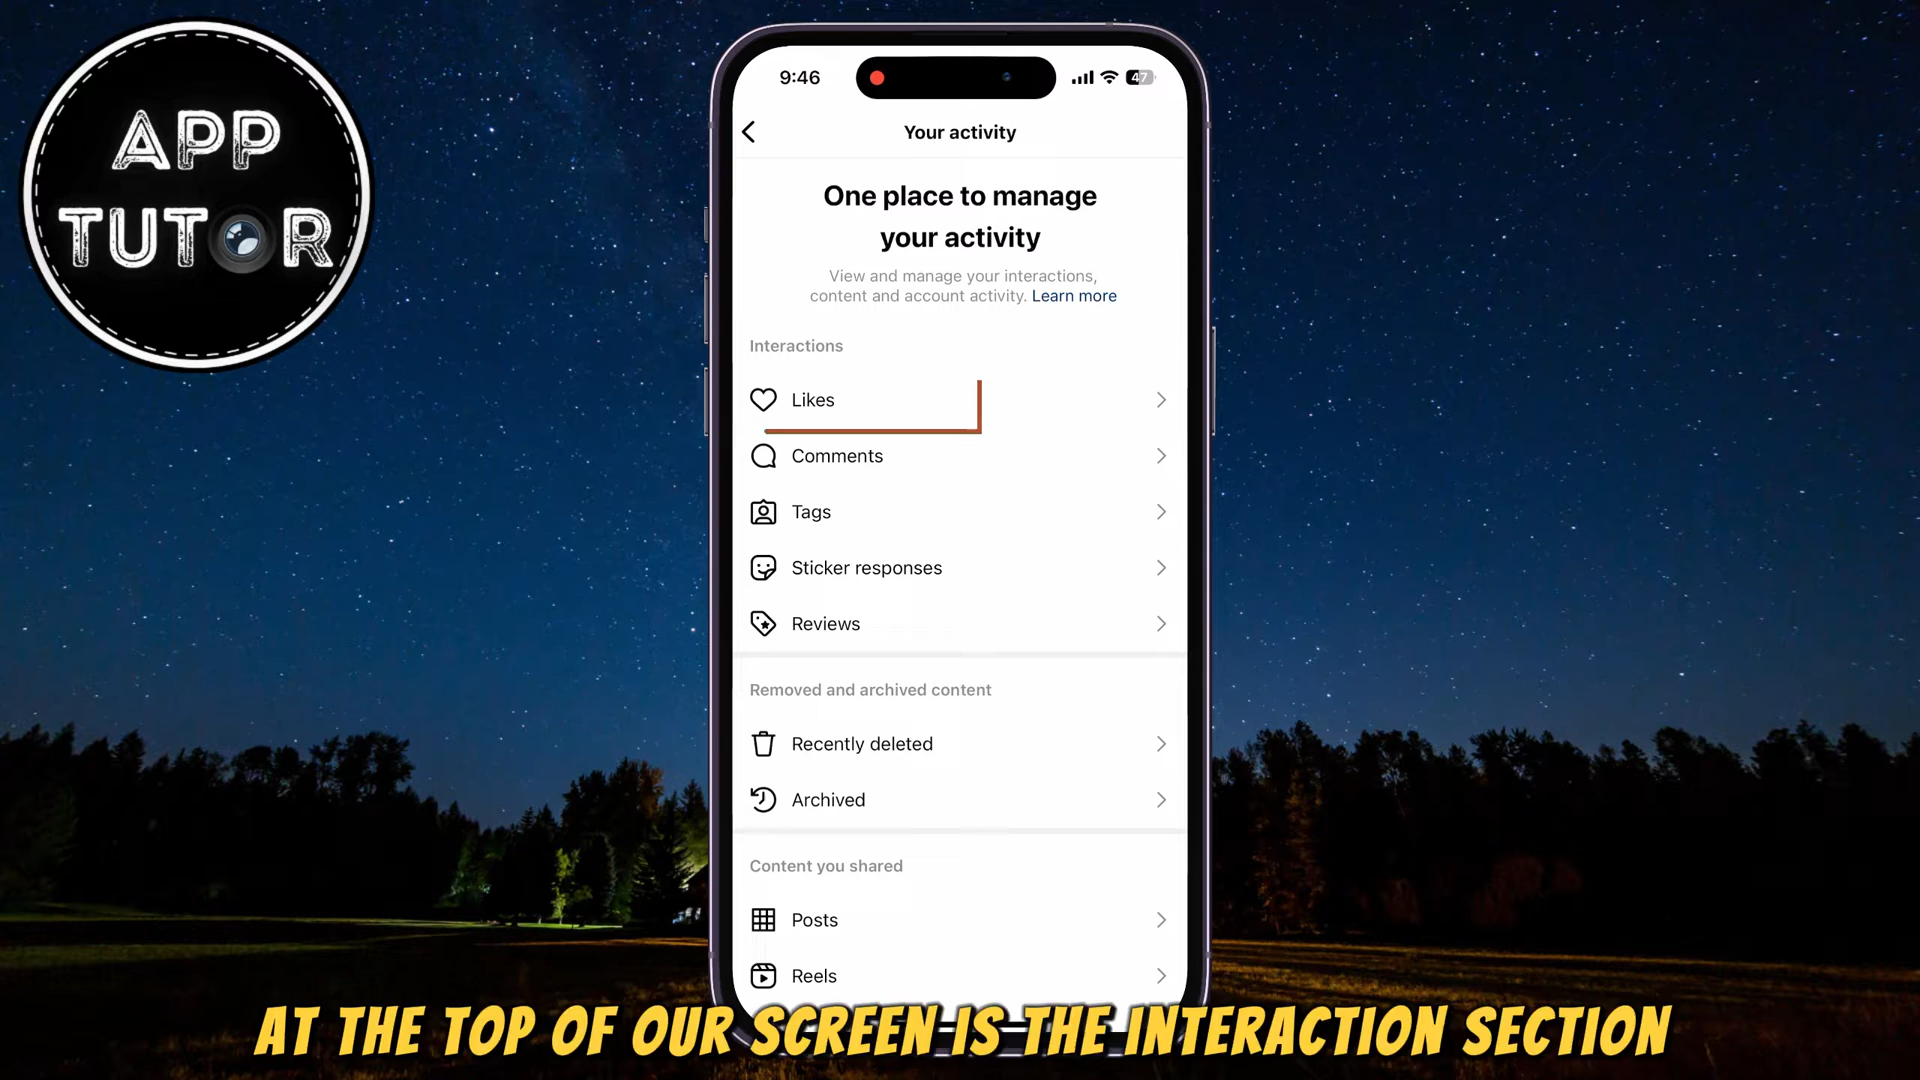 APP
TUTOR
9:46
47
Your activity
One place to manage
your activity
View and manage your interactions,
content and account activity. Learn more
Interactions
Likes
Comments
Tags
Sticker responses
Reviews
Removed and archived content
Recently deleted
Archived
Content you shared
Posts
Reels
AT THE TOP OF OUR SCREEN IS THE INTERACTION SECTION